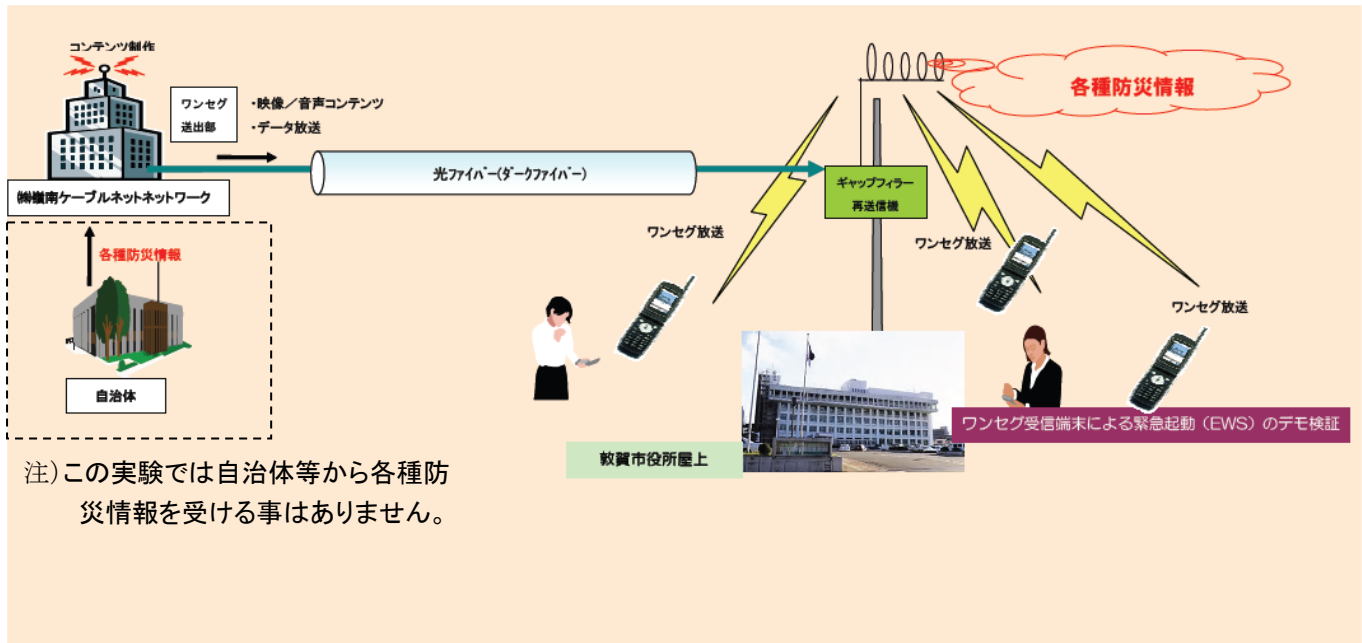 コンテンツ制作
ワンセグ
送出部
・映像／音声コンテンツ
・データ放送
㈱嶺南ケーブルネットネットワーク
光ﾌｧｲﾊﾞｰ(ﾀﾞｰｸﾌｧｲﾊﾞｰ)
ギャップフィラー
再送信機
各種防災情報
ワンセグ放送
ワンセグ放送
ワンセグ放送
各種防災情報
自治体
敦賀市役所屋上
ワンセグ受信端末による緊急起動（EWS）のデモ検証
注)この実験では自治体等から各種防
災情報を受ける事はありません。